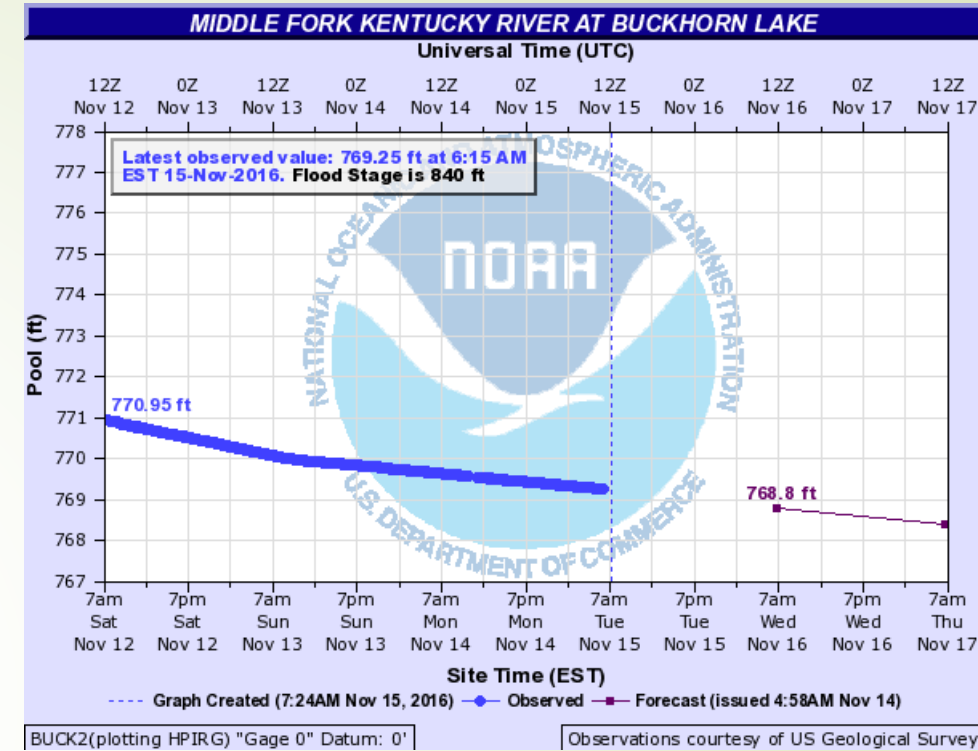 MIDDLE FORK KENTUCKY RIVER AT BUCKHORN LAKE
Universal Time (UTC)
12Z 0Z 12Z 0Z 12Z 0Z 12Z 0Z 12Z 0Z 12Z
Nov 12 Nov 13 Nov 13 Nov 14 Nov 14 Nov 15 Nov 15 Nov 16 Nov 16 Nov 17 Nov 17
Latest observed value: 769.25 ft at 6:15 AM
EST 15-Nov-2016. Flood Stage is 840 ft
Pool (ft)
778
777
776
775
774
773
772
771
770
769
768
767
NATIONAL OCEANIC AND ATMOSPHERIC ADMINISTRATION
NOAA
U.S. DEPARTMENT OF COMMERCE
770.95 ft
768.8 ft
7am 7pm 7am 7pm 7am 7pm 7am 7pm 7am 7pm 7am
Sat Sat Sun Sun Mon Mon Tue Tue Wed Wed Thu
Nov 12 Nov 12 Nov 13 Nov 13 Nov 14 Nov 14 Nov 15 Nov 15 Nov 16 Nov 16 Nov 17
Site Time (EST)
Graph Created (7:24AM Nov 15, 2016) Observed Forecast (issued 4:58AM Nov 14)
BUCK2(plotting HPIRG) "Gage 0" Datum: 0' Observations courtesy of US Geological Survey